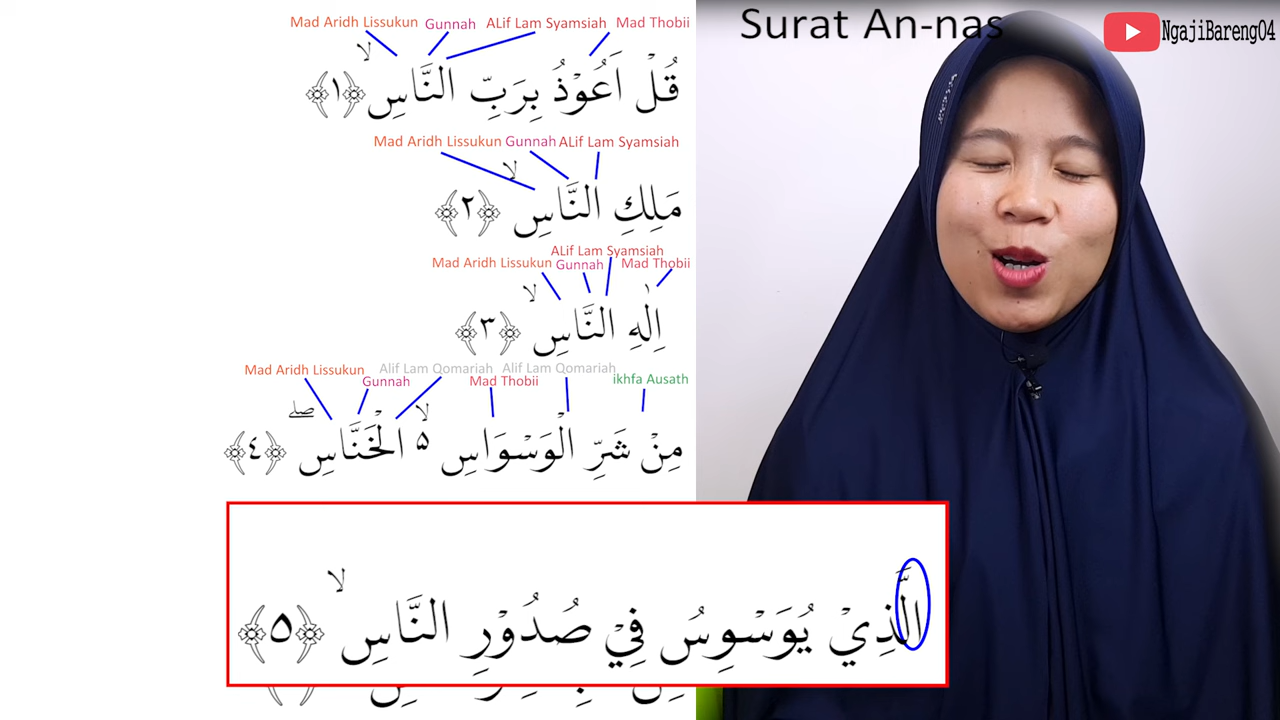 Surat An-nas
NgajiBareng04
Mad Aridh Lissukun Gunnah ALif Lam Syamsiah Mad Thobii
قُلْ اَعُوْذُ بِرَبِّ النَّاسِۙ ﴿١﴾
Mad Aridh Lissukun Gunnah ALif Lam Syamsiah
مَلِكِ النَّاسِۙ ﴿٢﴾
ALif Lam Syamsiah
Mad Aridh Lissukun Gunnah Mad Thobii
اِلٰهِ النَّاسِۙ ﴿٣﴾
Mad Aridh Lissukun Alif Lam Qomariah Alif Lam Qomariah ikhfa Ausath
Gunnah Mad Thobii
مِنْ شَرِّ الْوَسْوَاسِ ەۙ الْخَنَّاسِۖ ﴿٤﴾
الَّذِيْ يُوَسْوِسُ فِيْ صُدُوْرِ النَّاسِۙ ﴿٥﴾